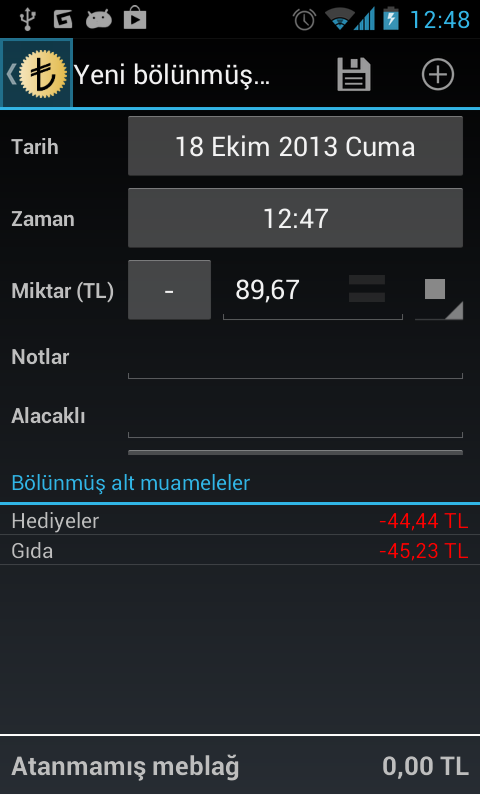 12:48
Yeni bölünmüş...
Tarih 18 Ekim 2013 Cuma
Zaman 12:47
Miktar (TL) - 89,67
Notlar
Alacaklı
Bölünmüş alt muameleler
Hediyeler -44,44 TL
Gıda -45,23 TL
Atanmamış meblağ 0,00 TL